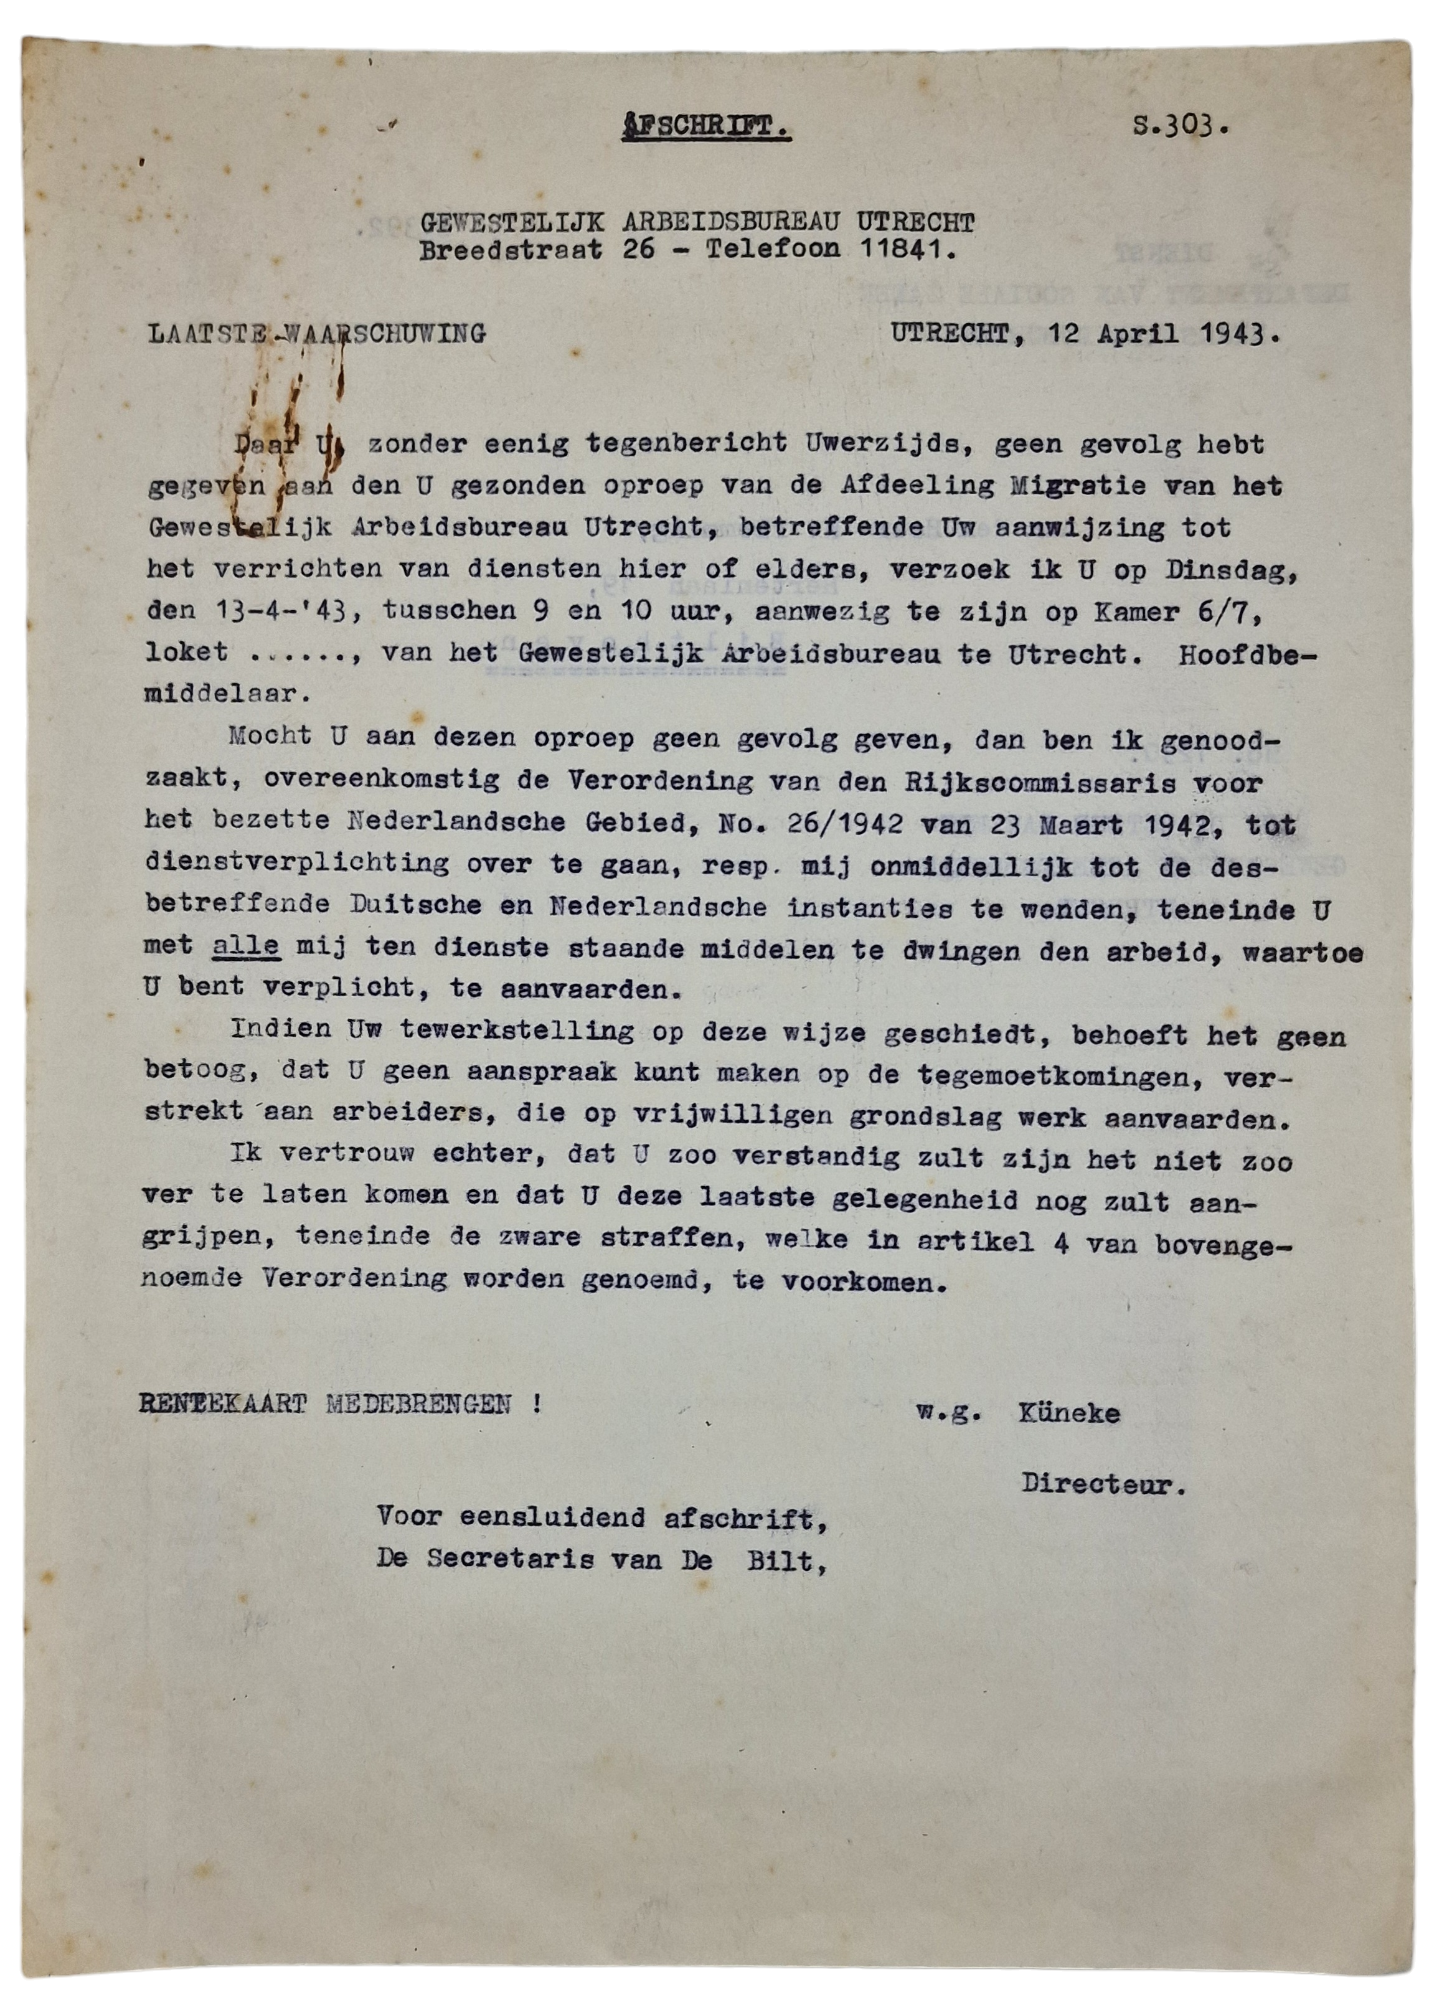 AFSCHRIFT.
S.303.
GEWESTELIJK ARBEIDSBUREAU UTRECHT
Breedstraat 26 - Telefoon 11841.
LAATSTE WAARSCHUWING
UTRECHT, 12 April 1943.
Daar U, zonder eenig tegenbericht Uwerzijds, geen gevolg hebt
gegeven aan den U gezonden oproep van de Afdeeling Migratie van het
Gewestelijk Arbeidsbureau Utrecht, betreffende Uw aanwijzing tot
het verrichten van diensten hier of elders, verzoek ik U op Dinsdag,
den 13-4-'43, tusschen 9 en 10 uur, aanwezig te zijn op Kamer 6/7,
loket ......, van het Gewestelijk Arbeidsbureau te Utrecht. Hoofdbe-
middelaar.
Mocht U aan dezen oproep geen gevolg geven, dan ben ik genood-
zaakt, overeenkomstig de Verordening van den Rijkscommissaris voor
het bezette Nederlandsche Gebied, No. 26/1942 van 23 Maart 1942, tot
dienstverplichting over te gaan, resp. mij onmiddellijk tot de des-
betreffende Duitsche en Nederlandsche instanties te wenden, teneinde U
met alle mij ten dienste staande middelen te dwingen den arbeid, waartoe
U bent verplicht, te aanvaarden.
Indien Uw tewerkstelling op deze wijze geschiedt, behoeft het geen
betoog, dat U geen aanspraak kunt maken op de tegemoetkomingen, ver-
strekt aan arbeiders, die op vrijwilligen grondslag werk aanvaarden.
Ik vertrouw echter, dat U zoo verstandig zult zijn het niet zoo
ver te laten komen en dat U deze laatste gelegenheid nog zult aan-
grijpen, teneinde de zware straffen, welke in artikel 4 van bovenge-
noemde Verordening worden genoemd, te voorkomen.
RENTEKAART MEDEBRENGEN !
w.g. Küneke
Directeur.
Voor eensluidend afschrift,
De Secretaris van De Bilt,